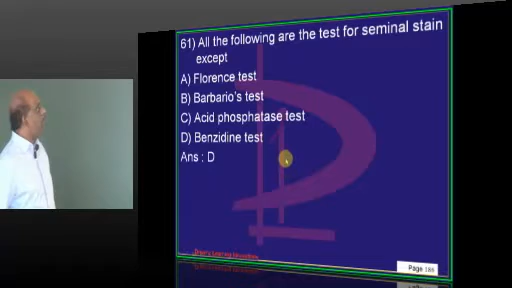 61) All the following are the test for seminal stain
except
A) Florence test
B) Barbario's test
C) Acid phosphatase test
D) Benzidine test
Ans : D
Page 186